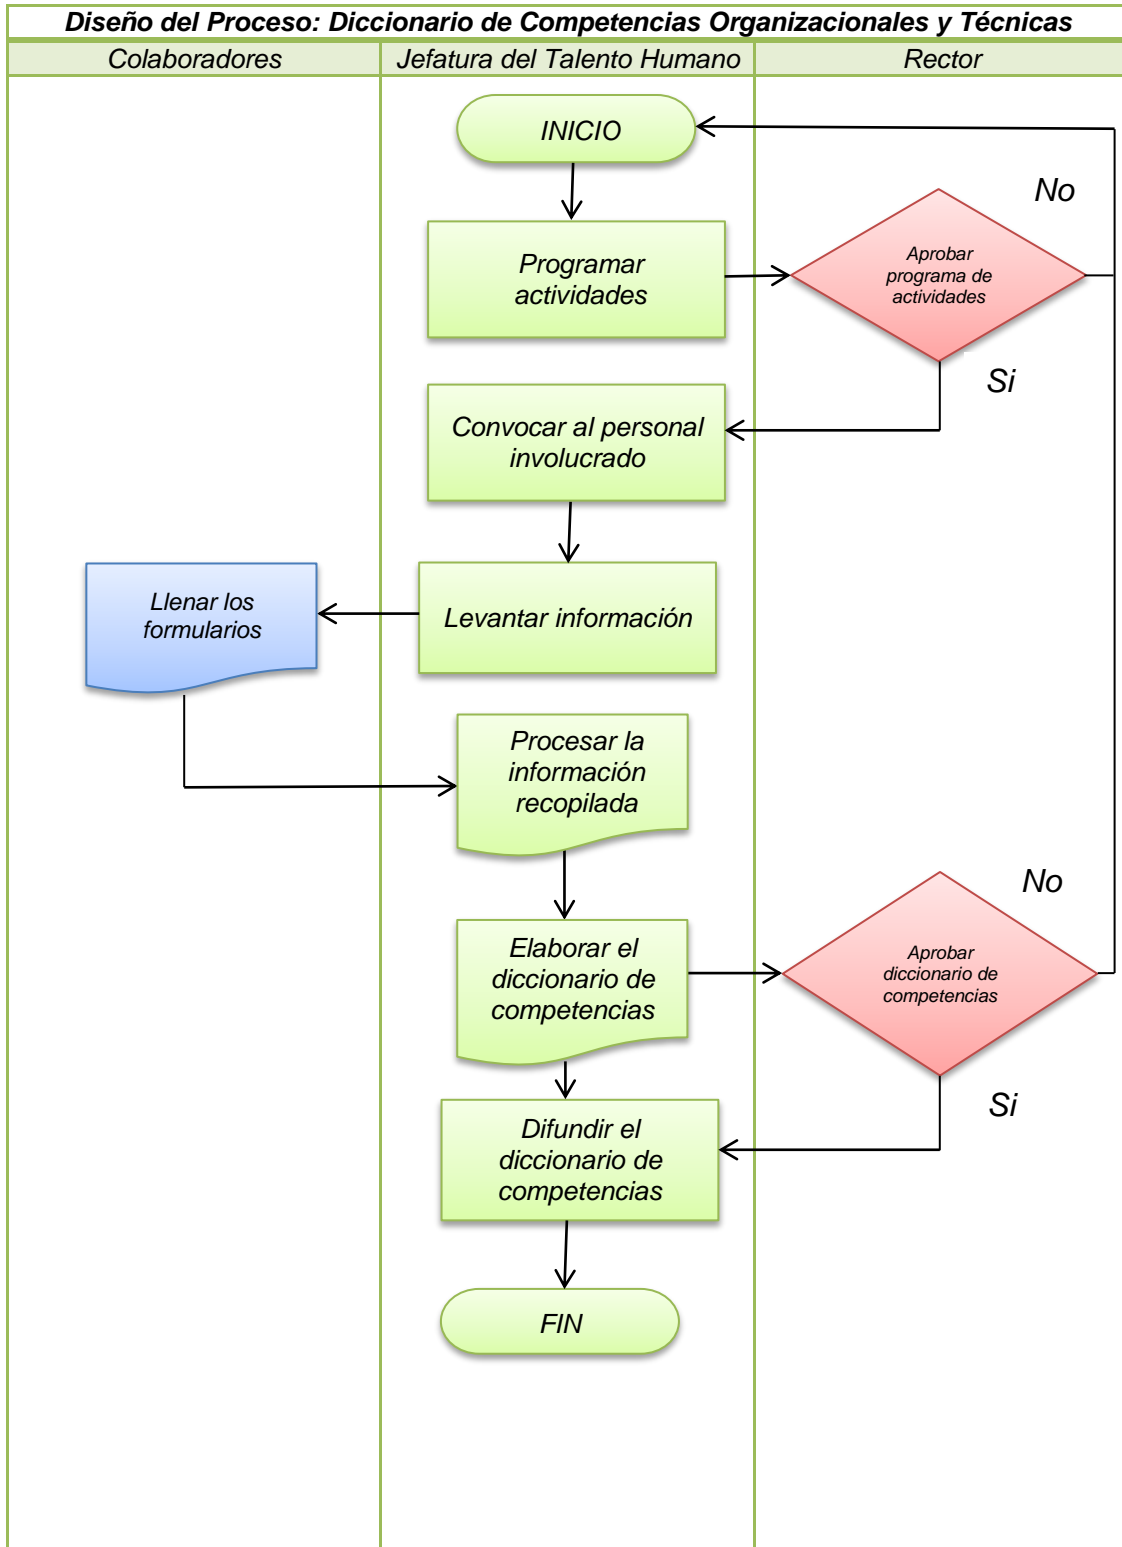 Diseño del Proceso: Diccionario de Competencias Organizacionales y Técnicas
Colaboradores
Jefatura del Talento Humano
Rector
INICIO
No
Programar
actividades
Aprobar
programa de
actividades
Si
Convocar al personal
involucrado
Llenar los
formularios
Levantar información
Procesar la
información
recopilada
No
Elaborar el
diccionario de
competencias
Aprobar
diccionario de
competencias
Si
Difundir el
diccionario de
competencias
FIN